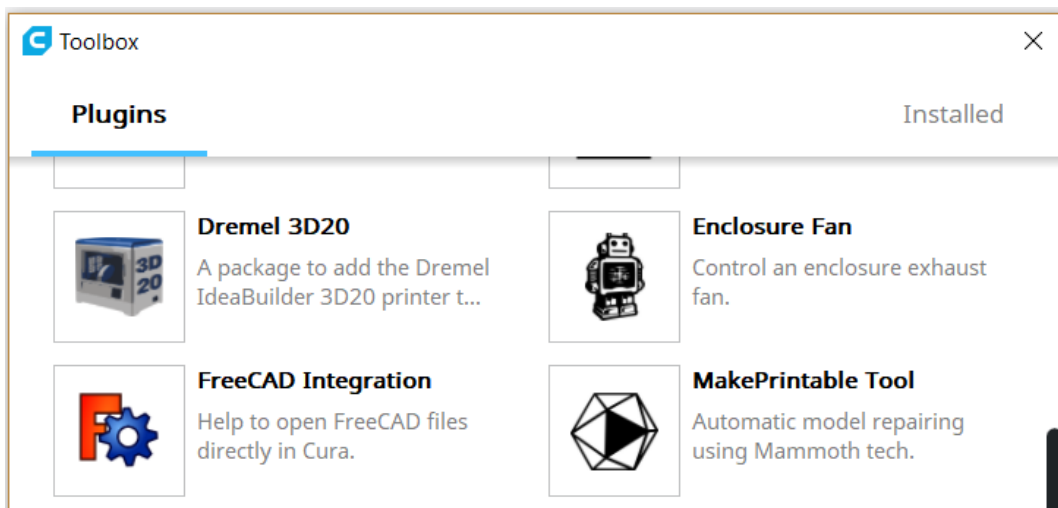 Toolbox
Plugins
Installed
Dremel 3D20
A package to add the Dremel
IdeaBuilder 3D20 printer t...
3D
20
Enclosure Fan
Control an enclosure exhaust
fan.
FreeCAD Integration
Help to open FreeCAD files
directly in Cura.
MakePrintable Tool
Automatic model repairing
using Mammoth tech.